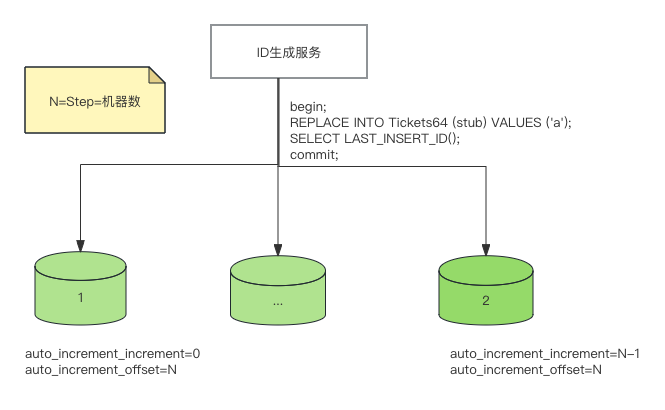 ID生成服务
N=Step=机器数
begin;
REPLACE INTO Tickets64 (stub) VALUES ('a');
SELECT LAST_INSERT_ID();
commit;
1
...
2
auto_increment_increment=0
auto_increment_offset=N
auto_increment_increment=N-1
auto_increment_offset=N